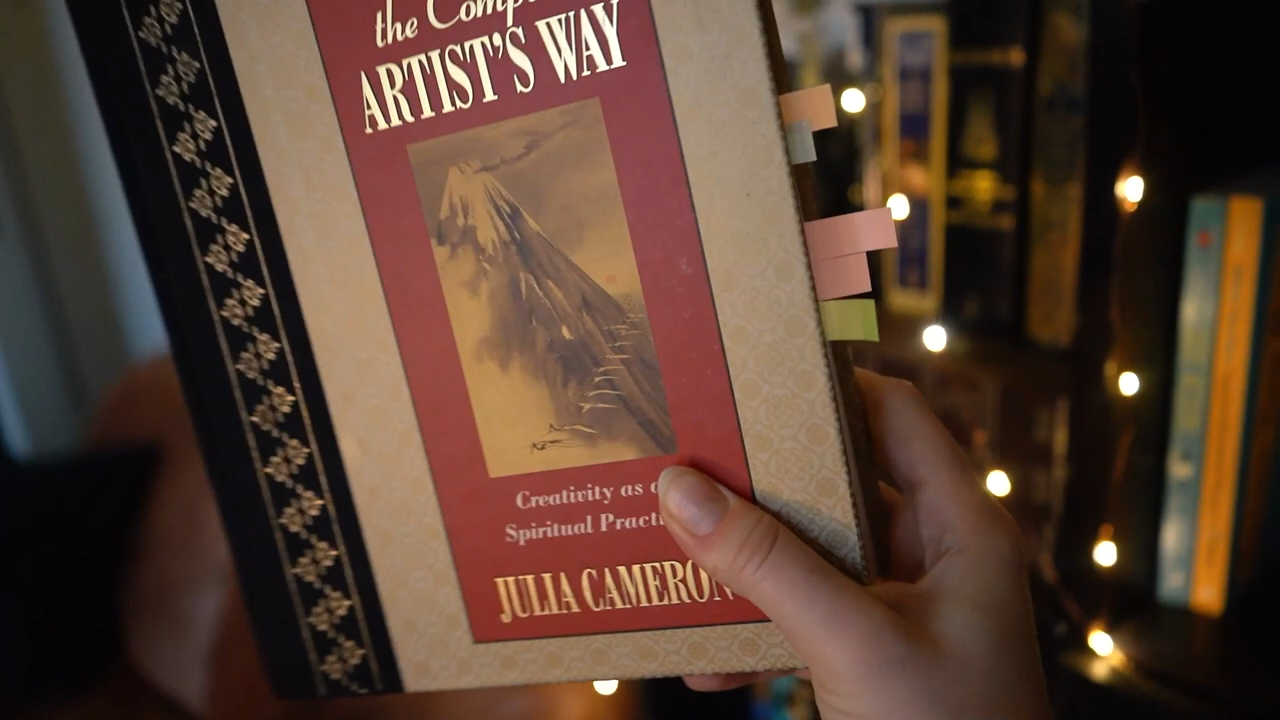 the Comp
ARTIST'S WAY
Creativity as a
Spiritual Practi
JULIA CAMERON